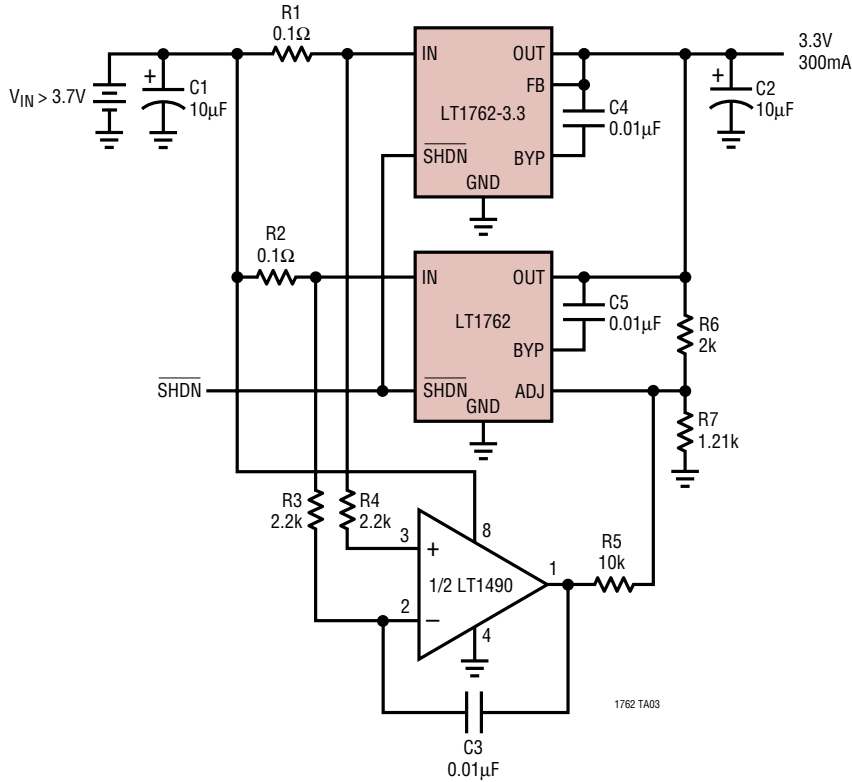 R1
0.1Ω
IN
OUT
3.3V
300mA
+
C1
10µF
VIN > 3.7V
FB
LT1762-3.3
C4
0.01µF
+
C2
10µF
SHDN
BYP
GND
R2
0.1Ω
IN
OUT
LT1762
C5
0.01µF
R6
2k
BYP
SHDN
SHDN
ADJ
GND
R7
1.21k
R3
2.2k
R4
2.2k
3
+
8
1/2 LT1490
1
R5
10k
2
–
4
1762 TA03
C3
0.01µF